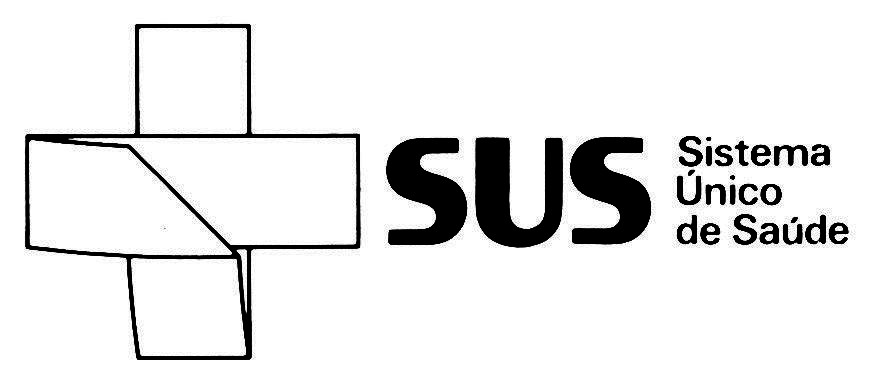 SUS
Sistema
Único
de Saúde